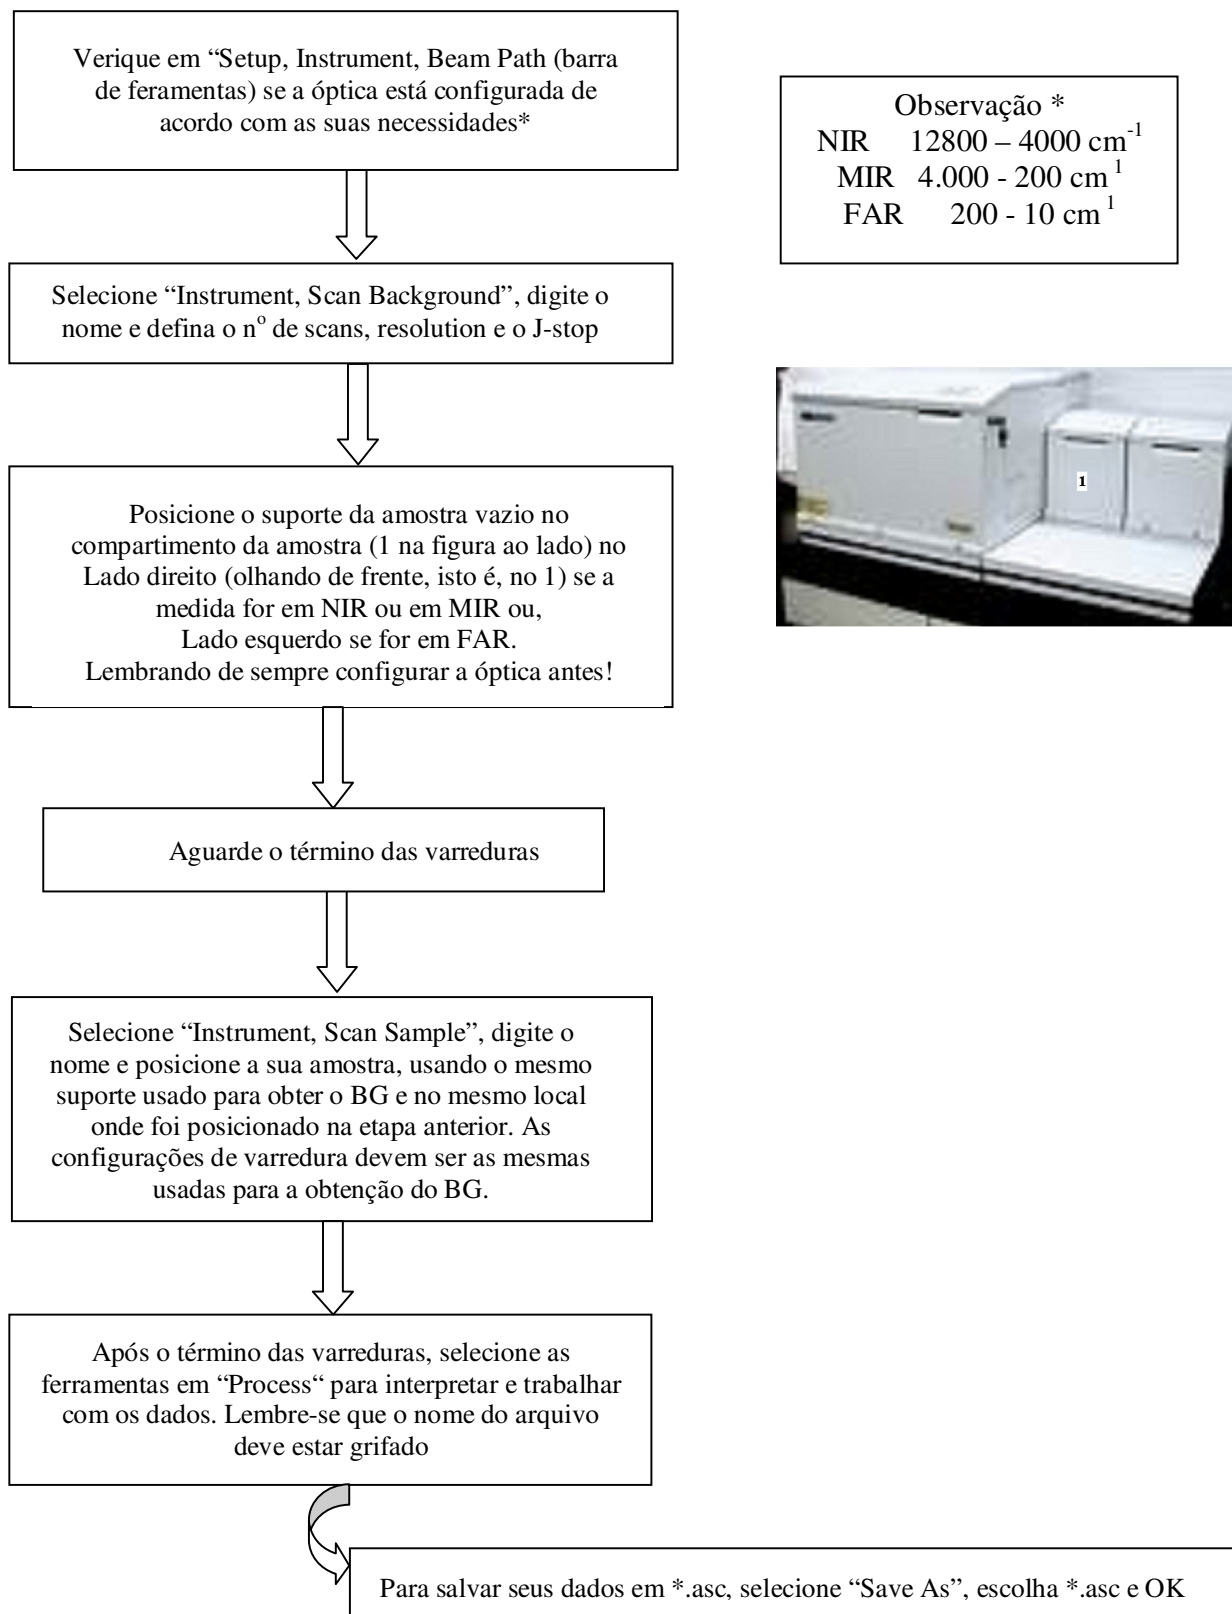 Verique em “Setup, Instrument, Beam Path (barra
de feramentas) se a óptica está configurada de
acordo com as suas necessidades*
Observação *
NIR 12800 – 4000 cm-1
MIR 4.000 - 200 cm 1
FAR 200 - 10 cm 1
Selecione “Instrument, Scan Background”, digite o
nome e defina o no de scans, resolution e o J-stop
Posicione o suporte da amostra vazio no
compartimento da amostra (1 na figura ao lado) no
Lado direito (olhando de frente, isto é, no 1) se a
medida for em NIR ou em MIR ou,
Lado esquerdo se for em FAR.
Lembrando de sempre configurar a óptica antes!
1
Aguarde o término das varreduras
Selecione “Instrument, Scan Sample”, digite o
nome e posicione a sua amostra, usando o mesmo
suporte usado para obter o BG e no mesmo local
onde foi posicionado na etapa anterior. As
configurações de varredura devem ser as mesmas
usadas para a obtenção do BG.
Após o término das varreduras, selecione as
ferramentas em “Process“ para interpretar e trabalhar
com os dados. Lembre-se que o nome do arquivo
deve estar grifado
Para salvar seus dados em *.asc, selecione “Save As”, escolha *.asc e OK